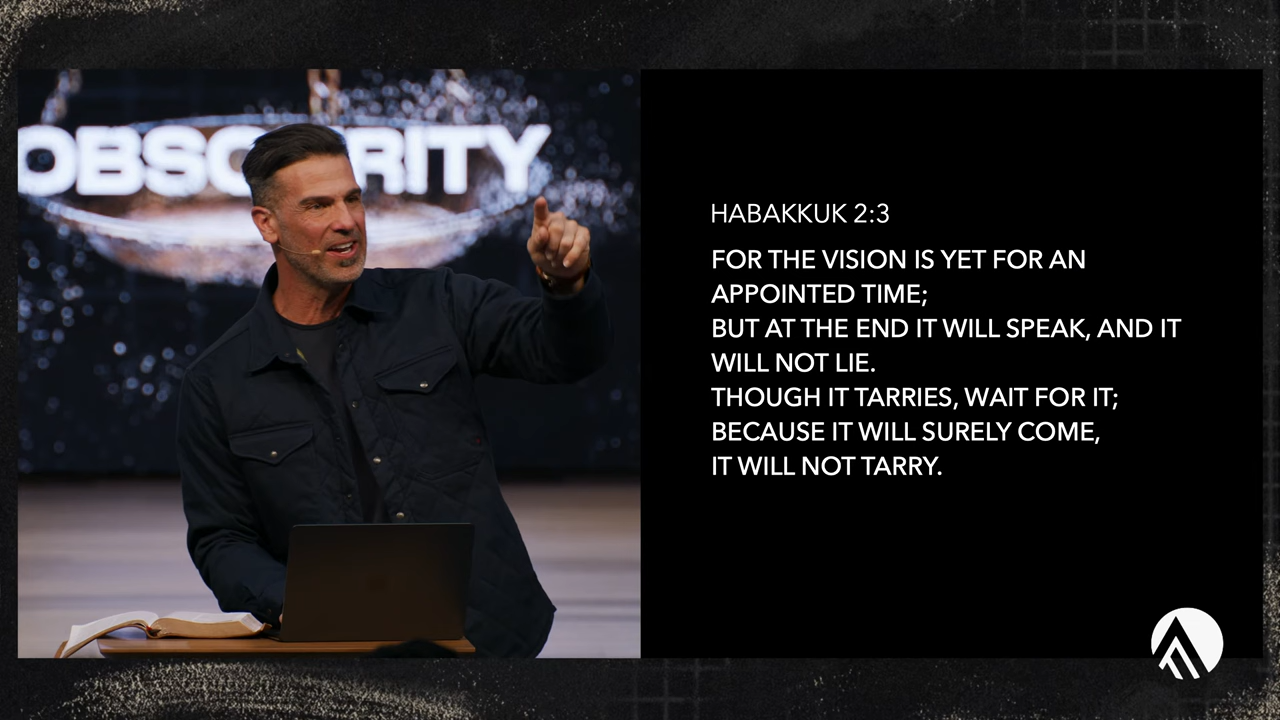 OBSCURITY
HABAKKUK 2:3
FOR THE VISION IS YET FOR AN
APPOINTED TIME;
BUT AT THE END IT WILL SPEAK, AND IT
WILL NOT LIE.
THOUGH IT TARRIES, WAIT FOR IT;
BECAUSE IT WILL SURELY COME,
IT WILL NOT TARRY.